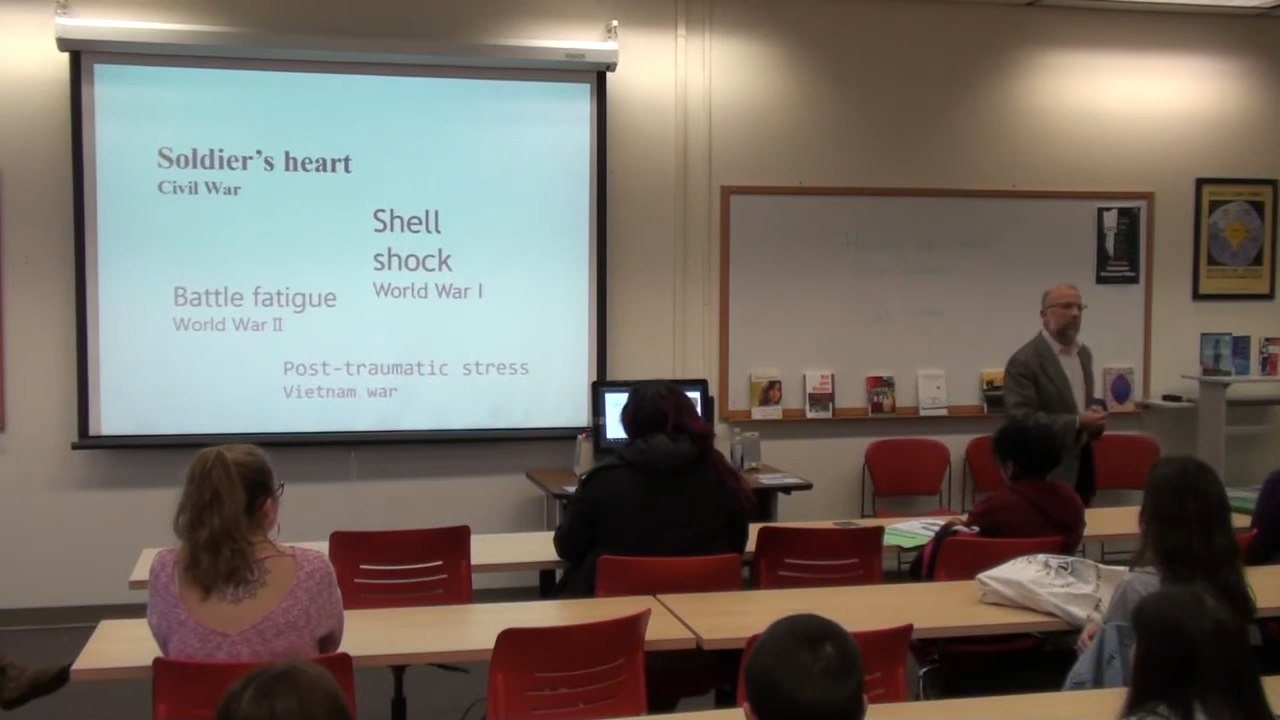 Soldier’s heart
Civil War
Shell
shock
World War I
Battle fatigue
World War II
Post-traumatic stress
Vietnam war